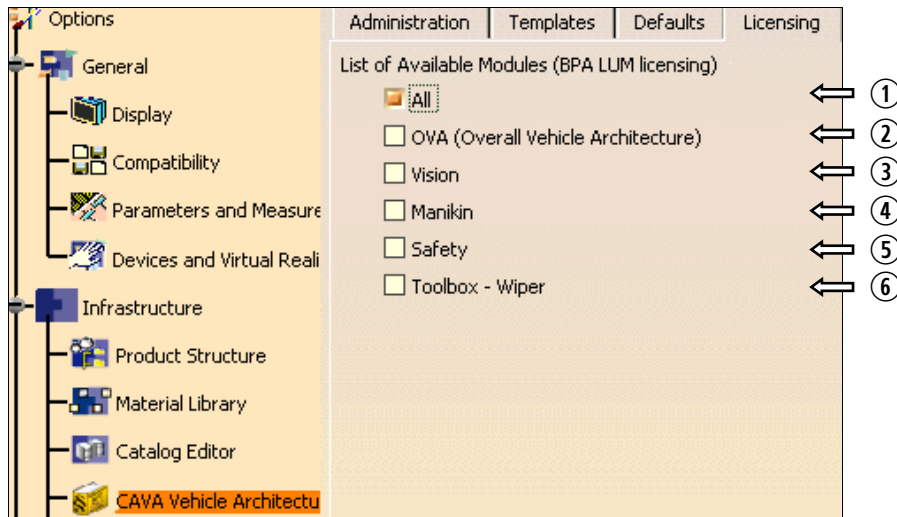 Options
General
Display
Compatibility
Parameters and Measure
Devices and Virtual Reali
Infrastructure
Product Structure
Material Library
Catalog Editor
CAVA Vehicle Architectu
Administration Templates Defaults Licensing
List of Available Modules (BPA LUM licensing)
All ①
OVA (Overall Vehicle Architecture) ②
Vision ③
Manikin ④
Safety ⑤
Toolbox - Wiper ⑥